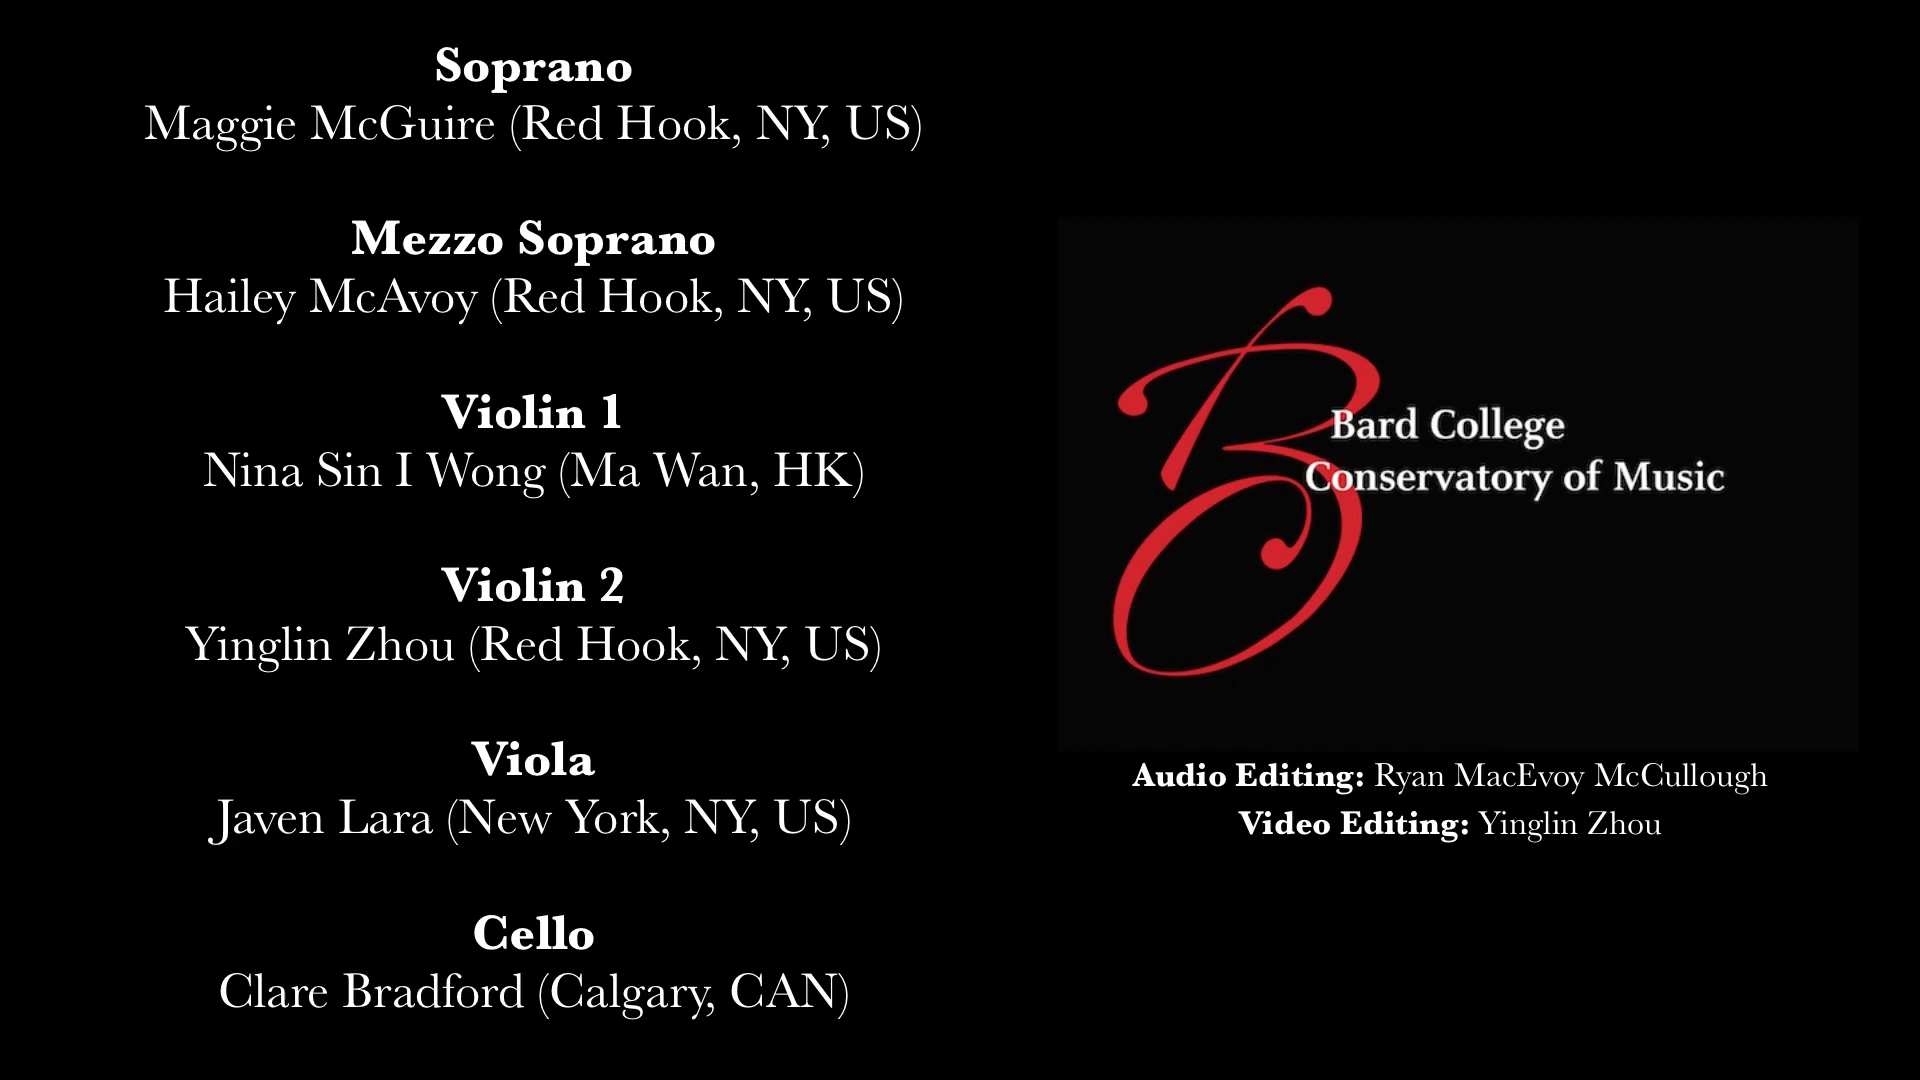 Soprano
Maggie McGuire (Red Hook, NY, US)
Mezzo Soprano
Hailey McAvoy (Red Hook, NY, US)
Violin 1
Nina Sin I Wong (Ma Wan, HK)
Violin 2
Yinglin Zhou (Red Hook, NY, US)
Viola
Javen Lara (New York, NY, US)
Cello
Clare Bradford (Calgary, CAN)
Bard College
Conservatory of Music
Audio Editing: Ryan MacEvoy McCullough
Video Editing: Yinglin Zhou